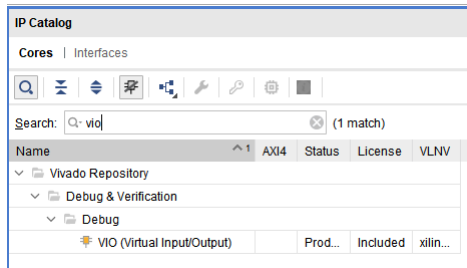 IP Catalog
Cores | Interfaces
Search: vio (1 match)
Name 1 AXI4 Status License VLNV
Vivado Repository
Debug & Verification
Debug
VIO (Virtual Input/Output) Prod... Included xilin...